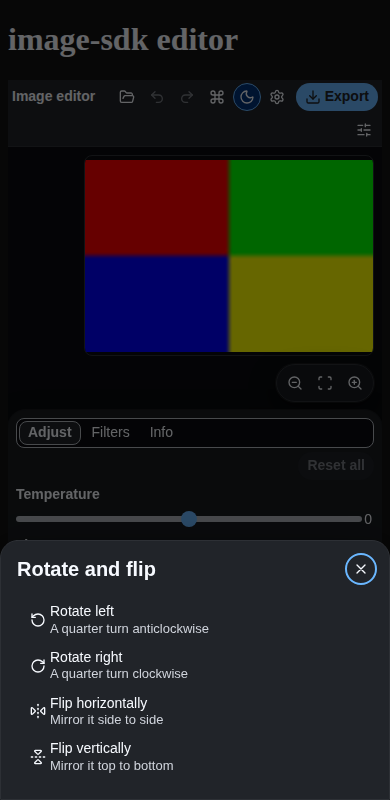 image-sdk editor
Image editor
Export
Adjust Filters Info
Reset all
Temperature
0
Rotate and flip
Rotate left
A quarter turn anticlockwise
Rotate right
A quarter turn clockwise
Flip horizontally
Mirror it side to side
Flip vertically
Mirror it top to bottom